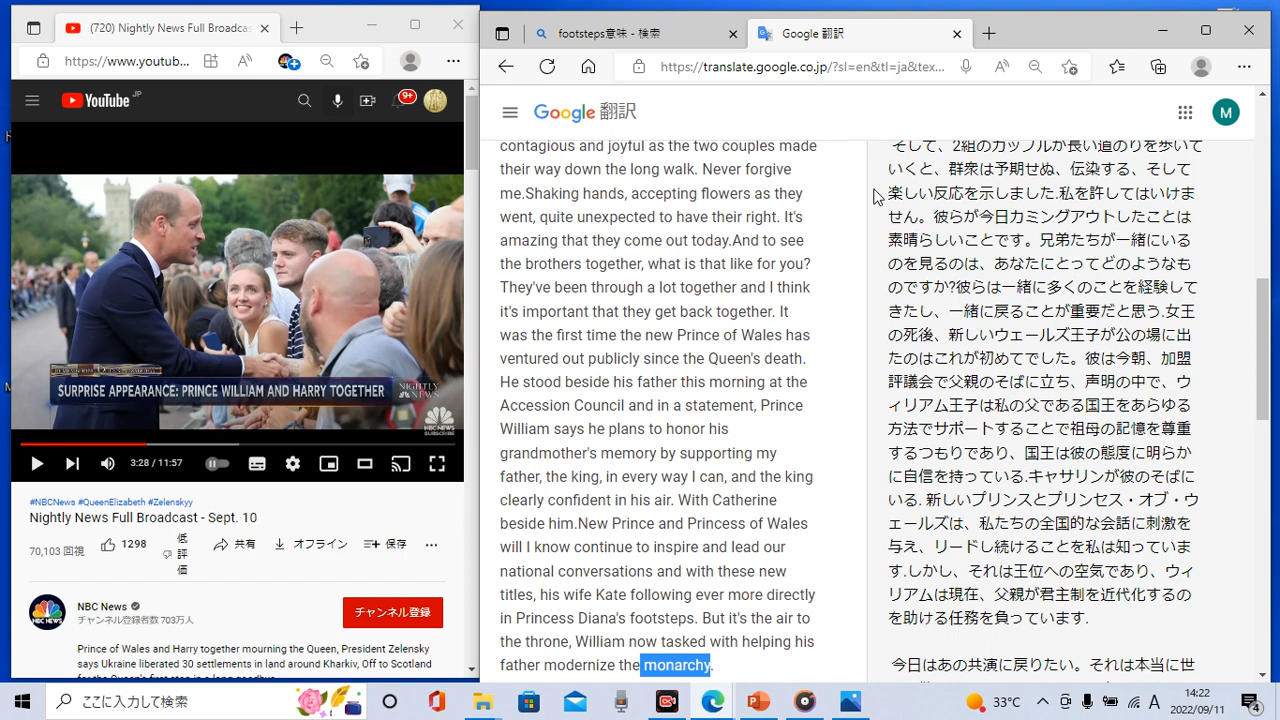 (720) Nightly News Full Broadcas
https://www.youtub...
YouTube JP
9+
SURPRISE APPEARANCE: PRINCE WILLIAM AND HARRY TOGETHER
NIGHTLY NEWS
NBC NEWS
SUBSCRIBE
3:28 / 11:57
#NBCNews #QueenElizabeth #Zelenskyy
Nightly News Full Broadcast - Sept. 10
70,103 回視
1298
低評価
共有
オフライン
保存
NBC News
チャンネル登録者数 703万人
チャンネル登録
Prince of Wales and Harry together mourning the Queen, President Zelensky
says Ukraine liberated 30 settlements in land around Kharkiv, Off to Scotland
footsteps意味 - 検索
Google 翻訳
https://translate.google.co.jp/?sl=en&tl=ja&tex...
Google 翻訳
M
contagious and joyful as the two couples made
their way down the long walk. Never forgive
me.Shaking hands, accepting flowers as they
went, quite unexpected to have their right. It's
amazing that they come out today.And to see
the brothers together, what is that like for you?
They've been through a lot together and I think
it's important that they get back together. It
was the first time the new Prince of Wales has
ventured out publicly since the Queen's death.
He stood beside his father this morning at the
Accession Council and in a statement, Prince
William says he plans to honor his
grandmother's memory by supporting my
father, the king, in every way I can, and the king
clearly confident in his air. With Catherine
beside him.New Prince and Princess of Wales
will I know continue to inspire and lead our
national conversations and with these new
titles, his wife Kate following ever more directly
in Princess Diana's footsteps. But it's the air to
the throne, William now tasked with helping his
father modernize the monarchy.
そして、2組のカップルが長い道のりを歩いて
いくと、群衆は予期せぬ、伝染する、そして
楽しい反応を示しました.私を許してはいけま
せん。彼らが今日カミングアウトしたことは
素晴らしいことです。兄弟たちが一緒にいる
のを見るのは、あなたにとってどのようなも
のですか?彼らは一緒に多くのことを経験して
きたし、一緒に戻ることが重要だと思う.女王
の死後、新しいウェールズ王子が公の場に出
たのはこれが初めてでした。彼は今朝、加盟
評議会で父親のそばに立ち、声明の中で、ウ
ィリアム王子は私の父である国王をあらゆる
方法でサポートすることで祖母の記憶を尊重
するつもりであり、国王は彼の態度に明らか
に自信を持っている.キャサリンが彼のそばに
いる. 新しいプリンスとプリンセス・オブ・ウ
ェールズは、私たちの全国的な会話に刺激を
与え、リードし続けることを私は知っていま
す.しかし、それは王位への空気であり、ウィ
リアムは現在、父親が君主制を近代化するの
を助ける任務を負っています.
今日はあの共演に戻りたい。それは本当に世
ここに入力して検索
33°C
A
14:22
2022/09/11
4